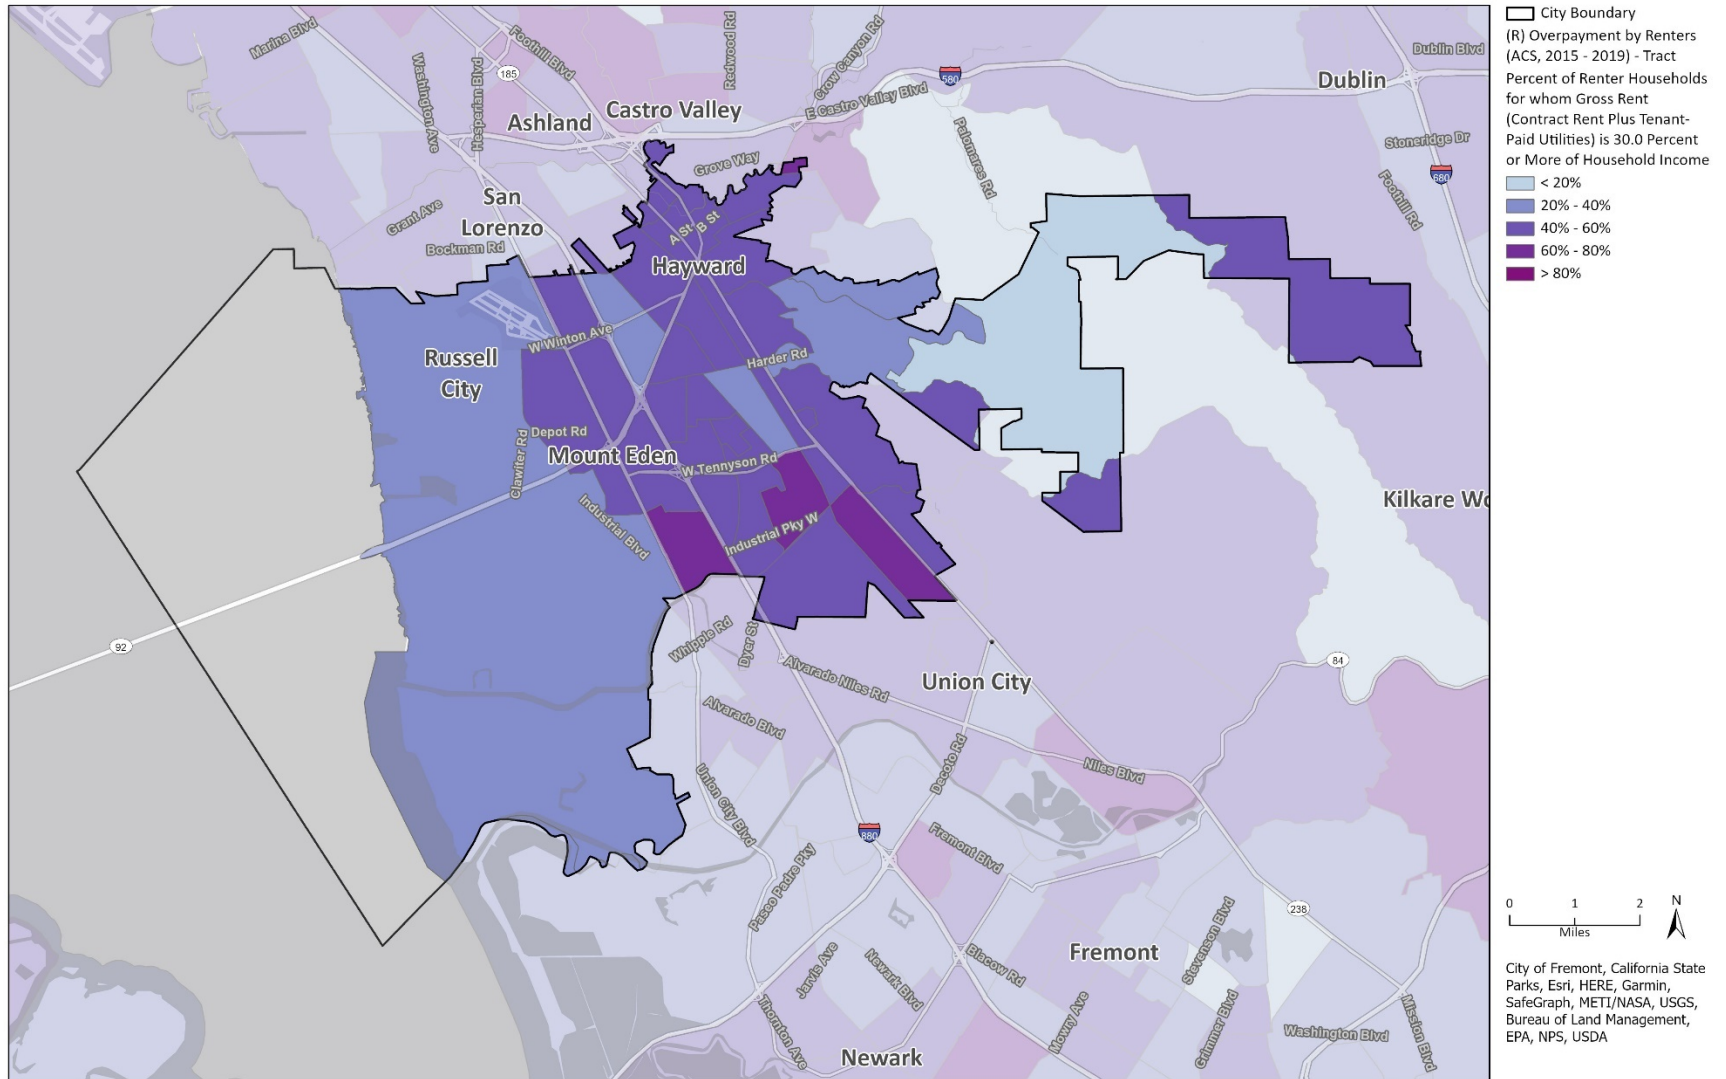 Marina Blvd
Washington Ave
Hesperian Blvd
185
Foothill Blvd
Redwood Rd
Crow Canyon Rd
580
E Castro Valley Blvd
Dublin Blvd
Dublin
Castro Valley
Ashland
Stoneridge Dr
680
Foothill Rd
Palomares Rd
Grove Way
San
Lorenzo
Grant Ave
Bockman Rd
A St
B St
Hayward
W Winton Ave
Russell
City
Harder Rd
Depot Rd
Clawiter Rd
Mount Eden
W Tennyson Rd
Kilkare Wo
Industrial Blvd
Industrial Pky W
92
Whipple Rd
Dyer St
Alvarado Niles Rd
Union City
84
Alvarado Blvd
Union City Blvd
Decoto Rd
Niles Blvd
880
Fremont Blvd
Paseo Padre Pky
238
Jarvis Ave
Newark Blvd
Blacow Rd
Fremont
Stevenson Blvd
Thornton Ave
Mowry Ave
Grimmer Blvd
Washington Blvd
Mission Blvd
Newark
City Boundary
(R) Overpayment by Renters
(ACS, 2015 - 2019) - Tract
Percent of Renter Households
for whom Gross Rent
(Contract Rent Plus Tenant-
Paid Utilities) is 30.0 Percent
or More of Household Income
< 20%
20% - 40%
40% - 60%
60% - 80%
> 80%
0 1 2
Miles
N
City of Fremont, California State
Parks, Esri, HERE, Garmin,
SafeGraph, METI/NASA, USGS,
Bureau of Land Management,
EPA, NPS, USDA